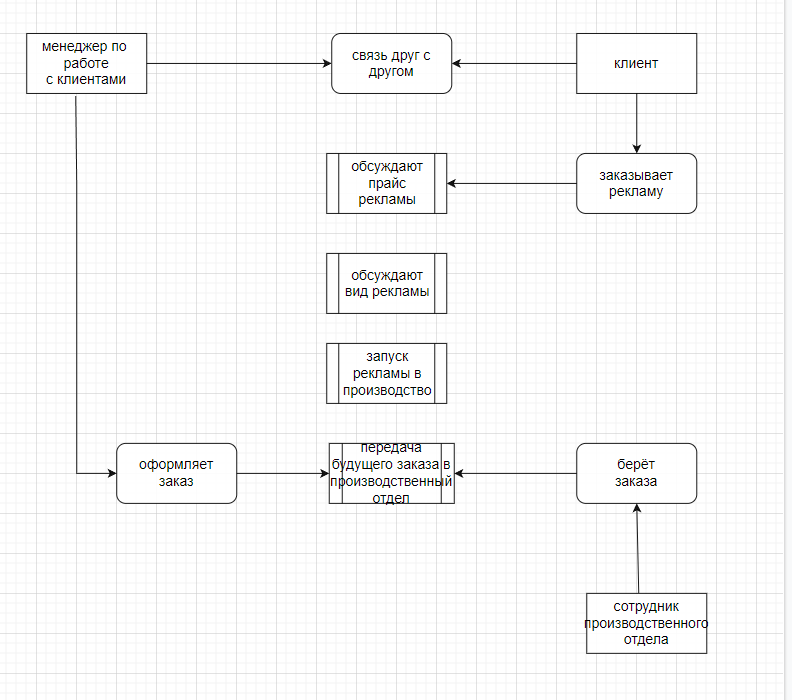 менеджер по
работе
с клиентами
связь друг с
другом
клиент
обсуждают
прайс
рекламы
заказывает
рекламу
обсуждают
вид рекламы
запуск
рекламы в
производство
оформляет
заказ
передача
будущего заказа в
производственный
отдел
берёт
заказа
сотрудник
производственного
отдела